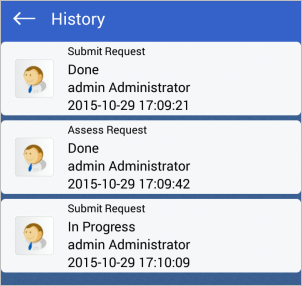 History
Submit Request
Done
admin Administrator
2015-10-29 17:09:21
Assess Request
Done
admin Administrator
2015-10-29 17:09:42
Submit Request
In Progress
admin Administrator
2015-10-29 17:10:09